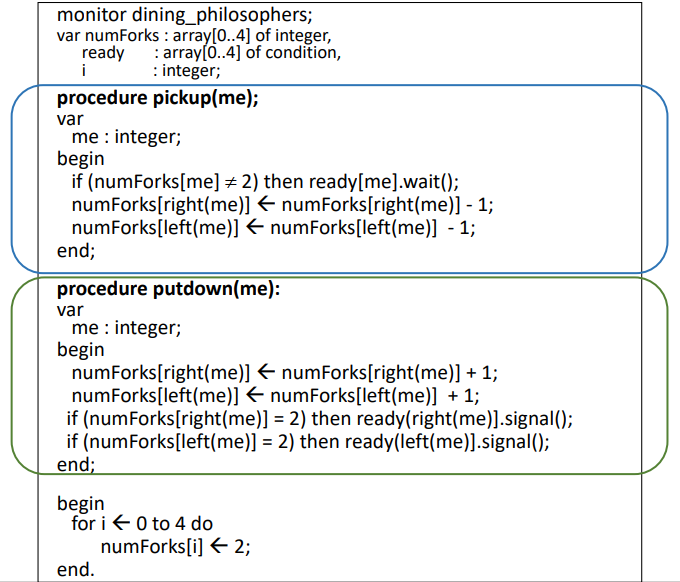 monitor dining_philosophers;
var numForks : array[0..4] of integer,
ready : array[0..4] of condition,
i : integer;
procedure pickup(me);
var
me : integer;
begin
if (numForks[me] ≠ 2) then ready[me].wait();
numForks[right(me)] ← numForks[right(me)] - 1;
numForks[left(me)] ← numForks[left(me)] - 1;
end;
procedure putdown(me):
var
me : integer;
begin
numForks[right(me)] ← numForks[right(me)] + 1;
numForks[left(me)] ← numForks[left(me)] + 1;
if (numForks[right(me)] = 2) then ready(right(me)].signal();
if (numForks[left(me)] = 2) then ready(left(me)].signal();
end;
begin
for i ← 0 to 4 do
numForks[i] ← 2;
end.